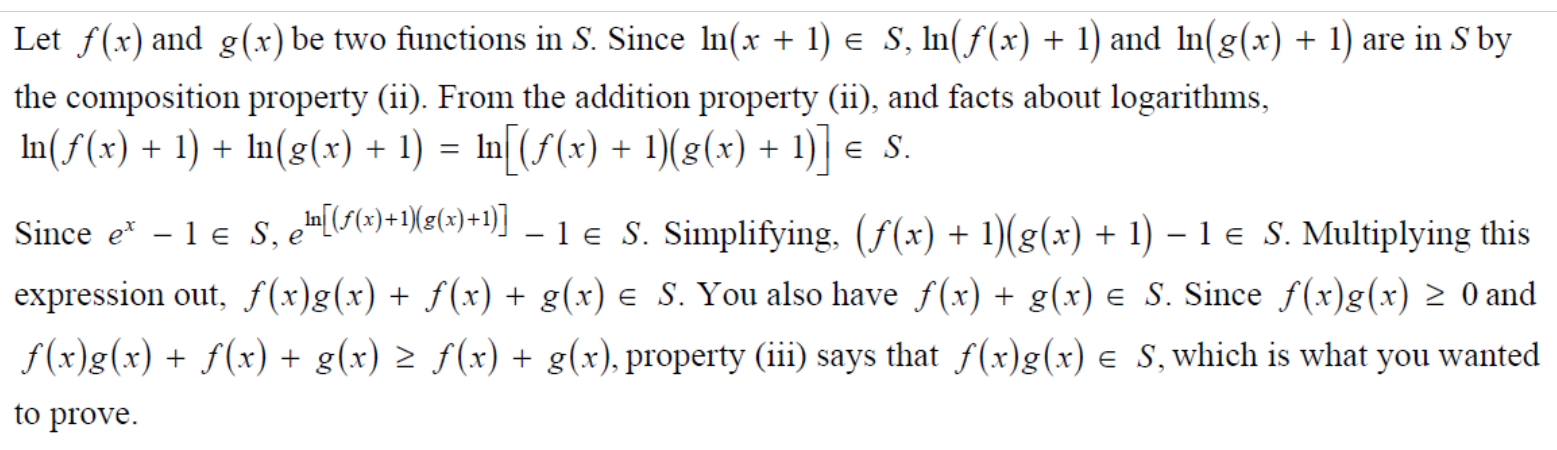 Let f(x) and g(x) be two functions in S. Since ln(x + 1) ∈ S, ln(f(x) + 1) and ln(g(x) + 1) are in S by
the composition property (ii). From the addition property (ii), and facts about logarithms,
ln(f(x) + 1) + ln(g(x) + 1) = ln[(f(x) + 1)(g(x) + 1)] ∈ S.
Since eˣ − 1 ∈ S, e^{ln[(f(x)+1)(g(x)+1)]} − 1 ∈ S. Simplifying, (f(x) + 1)(g(x) + 1) − 1 ∈ S. Multiplying this
expression out, f(x)g(x) + f(x) + g(x) ∈ S. You also have f(x) + g(x) ∈ S. Since f(x)g(x) ≥ 0 and
f(x)g(x) + f(x) + g(x) ≥ f(x) + g(x), property (iii) says that f(x)g(x) ∈ S, which is what you wanted
to prove.